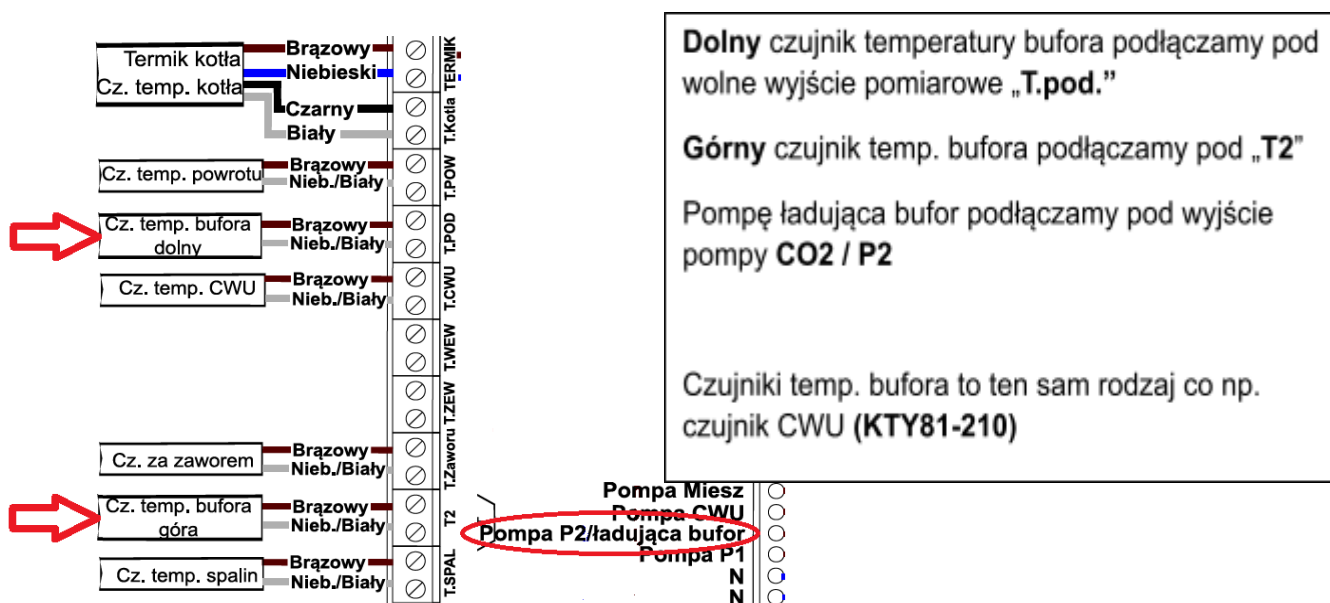 Termik kotła
Cz. temp. kotła
Brązowy
Niebieski
Czarny
Biały
TERMIK
T.Kotla
Cz. temp. powrotu
Brązowy
Nieb./Biały
T.POW
Cz. temp. bufora
dolny
Brązowy
Nieb./Biały
T.POD
Cz. temp. CWU
Brązowy
Nieb./Biały
T.CWU
T.WEW
T.ZEW
Cz. za zaworem
Brązowy
Nieb./Biały
T.Zaworu
Cz. temp. bufora
góra
Brązowy
Nieb./Biały
T2
Cz. temp. spalin
Brązowy
Nieb./Biały
T.SPAL
Dolny czujnik temperatury bufora podłączamy pod
wolne wyjście pomiarowe „T.pod.”
Górny czujnik temp. bufora podłączamy pod „T2”
Pompę ładująca bufor podłączamy pod wyjście
pompy CO2 / P2
Czujniki temp. bufora to ten sam rodzaj co np.
czujnik CWU (KTY81-210)
Pompa Miesz
Pompa CWU
Pompa P2/ładująca bufor
Pompa P1
N
N